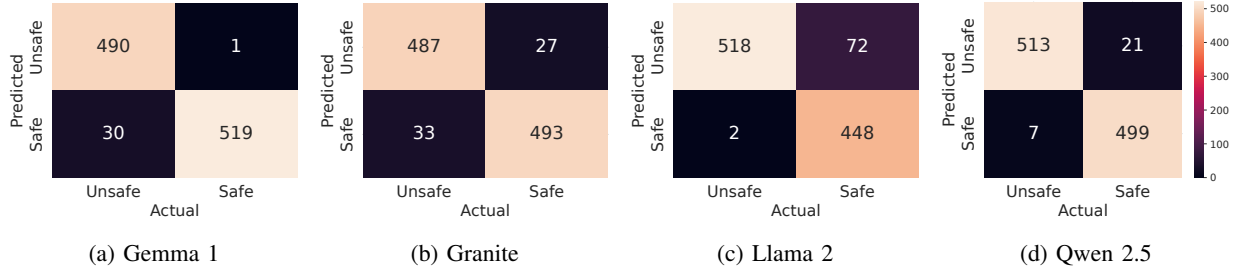 Predicted
Unsafe
Safe
490 1
30 519
Unsafe Safe
Actual
(a) Gemma 1
Predicted
Unsafe
Safe
487 27
33 493
Unsafe Safe
Actual
(b) Granite
Predicted
Unsafe
Safe
518 72
2 448
Unsafe Safe
Actual
(c) Llama 2
Predicted
Unsafe
Safe
513 21
7 499
Unsafe Safe
Actual
(d) Qwen 2.5
500
400
300
200
100
0